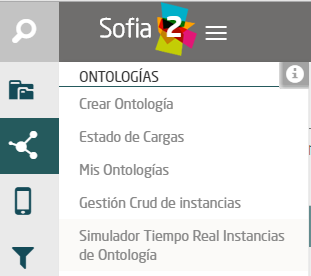 Sofia 2
ONTOLOGÍAS
Crear Ontología
Estado de Cargas
Mis Ontologías
Gestión Crud de instancias
Simulador Tiempo Real Instancias
de Ontología